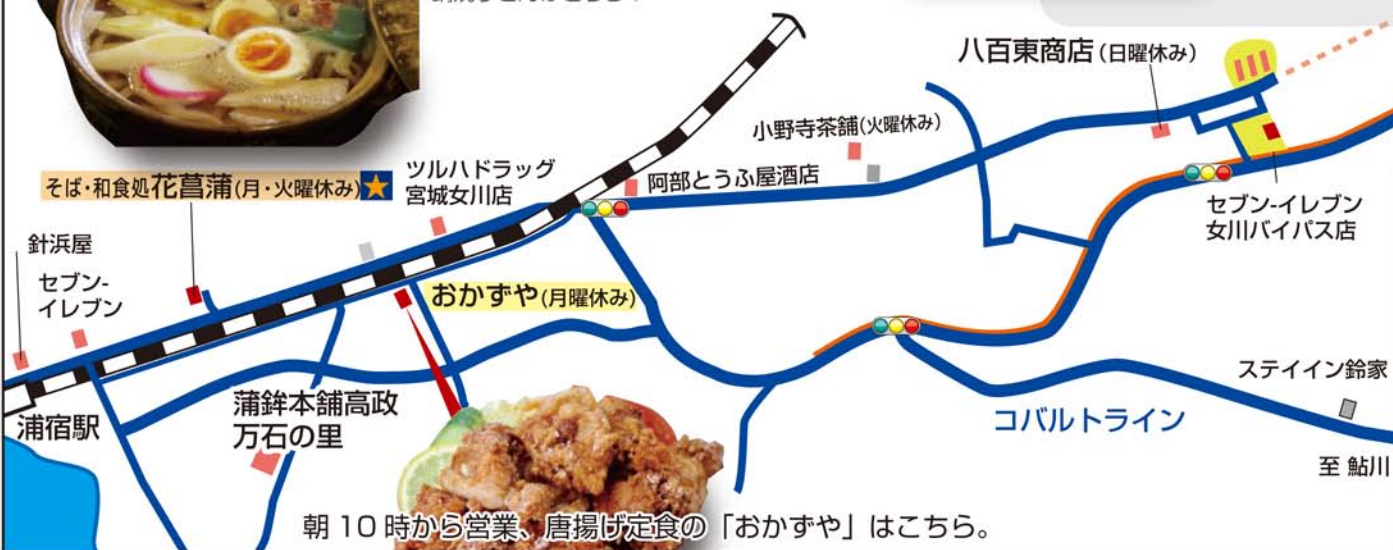 八百東商店(日曜休み)
小野寺茶舗(火曜休み)
ツルハドラッグ
宮城女川店
阿部とうふ屋酒店
そば・和食処花菖蒲(月・火曜休み)
セブン-イレブン
女川バイパス店
針浜屋
セブン-
イレブン
おかずや(月曜休み)
ステイイン鈴家
蒲鉾本舗高政
万石の里
浦宿駅
コバルトライン
至 鮎川
朝 10 時から営業、唐揚げ定食の「おかずや」はこちら。